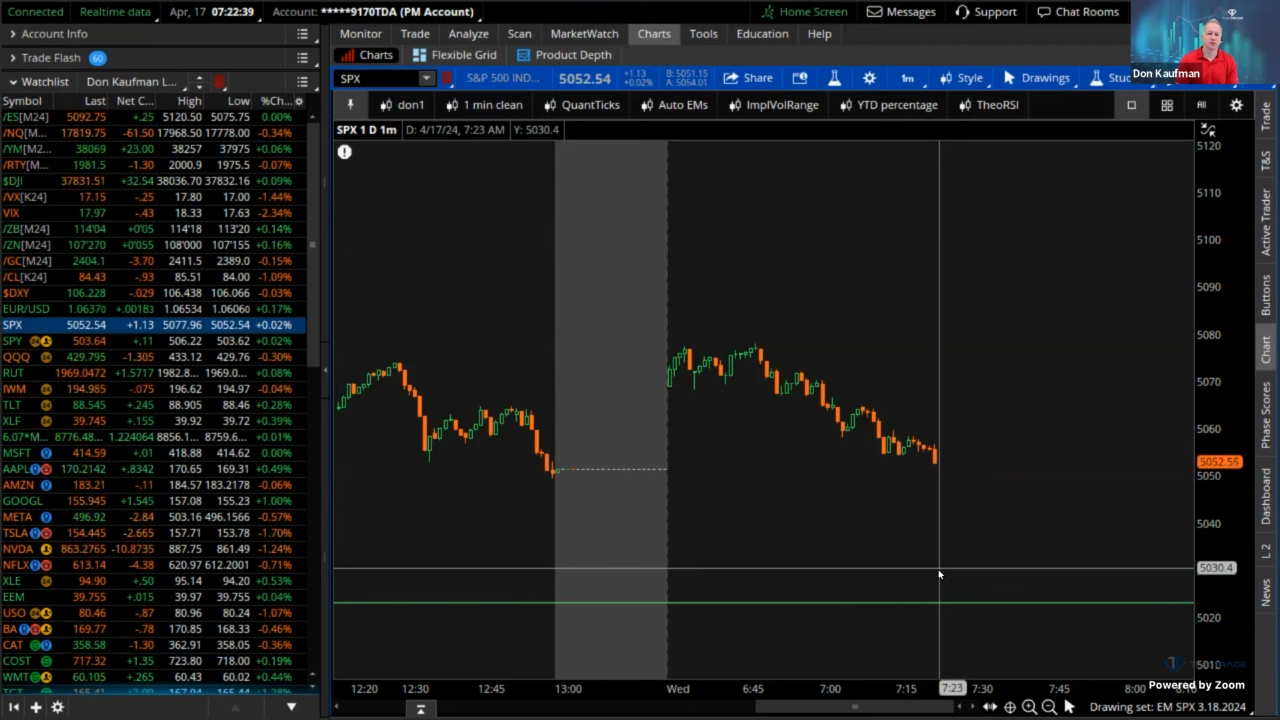 Connected Realtime data Apr, 17 07:22:39 Account: *****9170TDA (PM Account) Home Screen Messages Support Chat Rooms
Don Kaufman
Account Info
Trade Flash 60
Watchlist Don Kaufman L...
Monitor Trade Analyze Scan MarketWatch Charts Tools Education Help
Charts Flexible Grid Product Depth
SPX S&P 500 IND... 5052.54 +1.13 +0.02% B: 5051.15 A: 5054.01 Share 1m Style Drawings Stuc
don1 1 min clean QuantTicks Auto EMs ImplVolRange YTD percentage TheoRSI
SPX 1 D 1m D: 4/17/24, 7:23 AM Y: 5030.4
Symbol Last Net C... High Low %Ch...
/ES[M24] 5092.75 +.25 5120.50 5075.75 0.00%
/NQ[M... 17819.75 -61.50 17968.50 17778.00 -0.34%
/YM[M2... 38069 +23.00 38257 37975 +0.06%
/RTY[M... 1981.5 -1.30 2000.9 1975.5 -0.07%
$DJI 37831.51 +32.54 38036.70 37832.16 +0.09%
/VX[K24] 17.15 -.25 17.80 17.00 -1.44%
VIX 17.97 -.43 18.33 17.63 -2.34%
/ZB[M24] 114'04 +0'05 114'18 113'20 +0.14%
/ZN[M24] 107'270 +0'055 108'000 107'155 +0.16%
/GC[M24] 2404.1 -3.70 2411.5 2389.0 -0.15%
/CL[K24] 84.43 -.93 85.51 84.00 -1.09%
$DXY 106.228 -.029 106.438 106.066 -0.03%
EUR/USD 1.06370 +.00183 1.06534 1.06060 +0.17%
SPX 5052.54 +1.13 5077.96 5052.54 +0.02%
SPY 503.64 +.11 506.22 503.62 +0.02%
QQQ 429.795 -1.305 433.12 429.76 -0.30%
RUT 1969.0472 +1.5717 1982.8... 1969.0... +0.08%
IWM 194.985 -.075 196.62 194.97 -0.04%
TLT 88.545 +.245 88.905 88.46 +0.28%
XLF 39.745 +.155 39.92 39.72 +0.39%
6.07*M... 8776.48... 1.224064 8856.1... 8759.6... +0.01%
MSFT 414.59 +.01 418.88 414.62 0.00%
AAPL 170.2142 +.8342 170.65 169.31 +0.49%
AMZN 183.21 -.11 184.57 183.2178 -0.06%
GOOGL 155.945 +1.545 157.08 155.23 +1.00%
META 496.92 -2.84 503.16 496.1566 -0.57%
TSLA 154.445 -2.665 157.71 153.78 -1.70%
NVDA 863.2765 -10.8735 887.75 861.49 -1.24%
NFLX 613.14 -4.38 620.97 612.2001 -0.71%
XLE 94.90 +.50 95.14 94.20 +0.53%
EEM 39.755 +.015 39.97 39.755 +0.04%
USO 80.46 -.87 80.96 80.24 -1.07%
BA 169.77 -.78 170.85 168.33 -0.46%
CAT 358.58 -1.30 362.91 358.05 -0.36%
COST 717.32 +1.35 723.80 718.00 +0.19%
WMT 60.105 +.265 60.43 60.02 +0.44%
5120
5110
5100
5090
5080
5070
5060
5052.55
5050
5040
5030.4
5020
5010
12:20 12:30 12:45 13:00 Wed 6:45 7:00 7:15 7:23 7:30 7:45 8:00
Powered by Zoom
Drawing set: EM SPX 3.18.2024
Trade
T&S
Active Trader
Buttons
Chart
Phase Scores
Dashboard
L 2
News